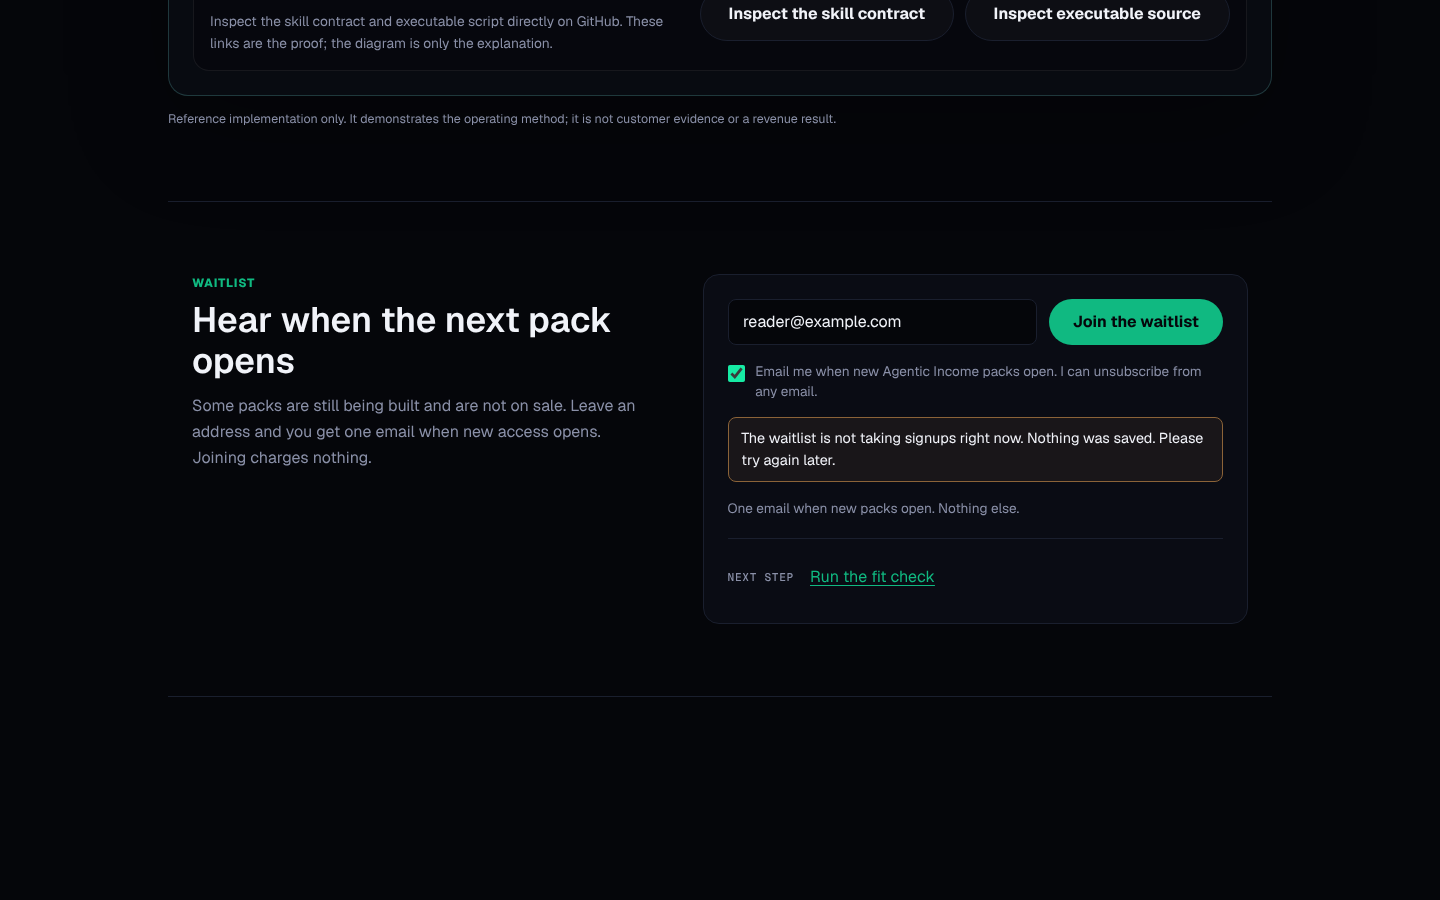 Inspect the skill contract and executable script directly on GitHub. These
links are the proof; the diagram is only the explanation.
Inspect the skill contract
Inspect executable source
Reference implementation only. It demonstrates the operating method; it is not customer evidence or a revenue result.
WAITLIST
Hear when the next pack
opens
Some packs are still being built and are not on sale. Leave an
address and you get one email when new access opens.
Joining charges nothing.
reader@example.com
Join the waitlist
Email me when new Agentic Income packs open. I can unsubscribe from
any email.
The waitlist is not taking signups right now. Nothing was saved. Please
try again later.
One email when new packs open. Nothing else.
NEXT STEP
Run the fit check